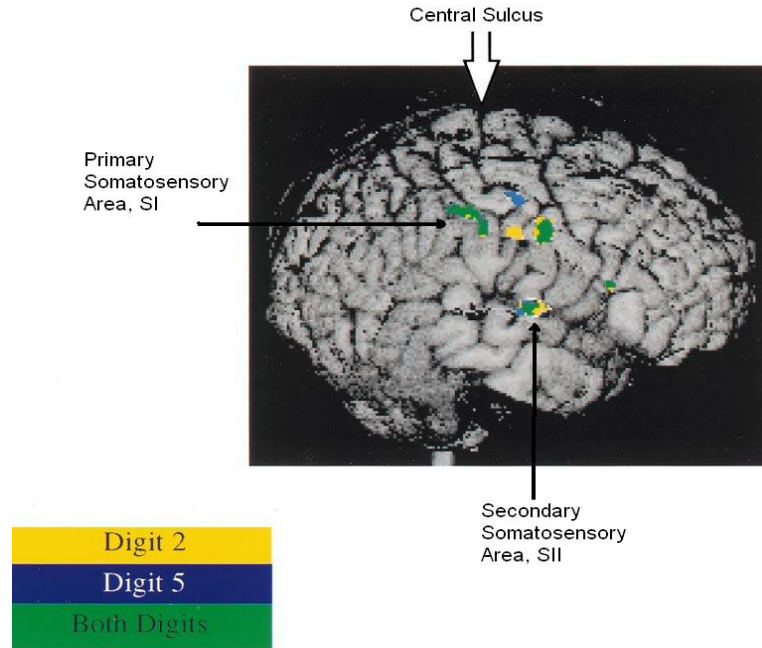 Central Sulcus
Primary
Somatosensory
Area, SI
Secondary
Somatosensory
Area, SII
Digit 2
Digit 5
Both Digits